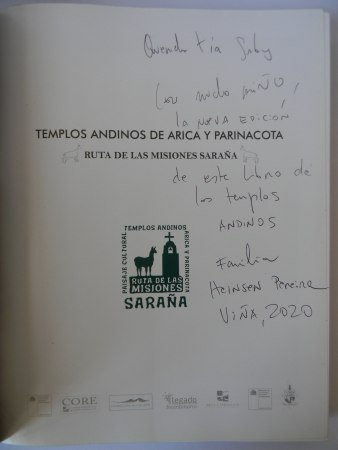 Querida tía Gaby
Con mucho cariño,
la nueva edición
TEMPLOS ANDINOS DE ARICA Y PARINACOTA
RUTA DE LAS MISIONES SARAÑA
de este libro de
los templos
ANDINOS
TEMPLOS ANDINOS
PAISAJE CULTURAL
ARICA Y PARINACOTA
RUTA DE LAS
MISIONES
SARAÑA
Familia
HEINSEN Pereira
VIÑA, 2020
CORE
legado